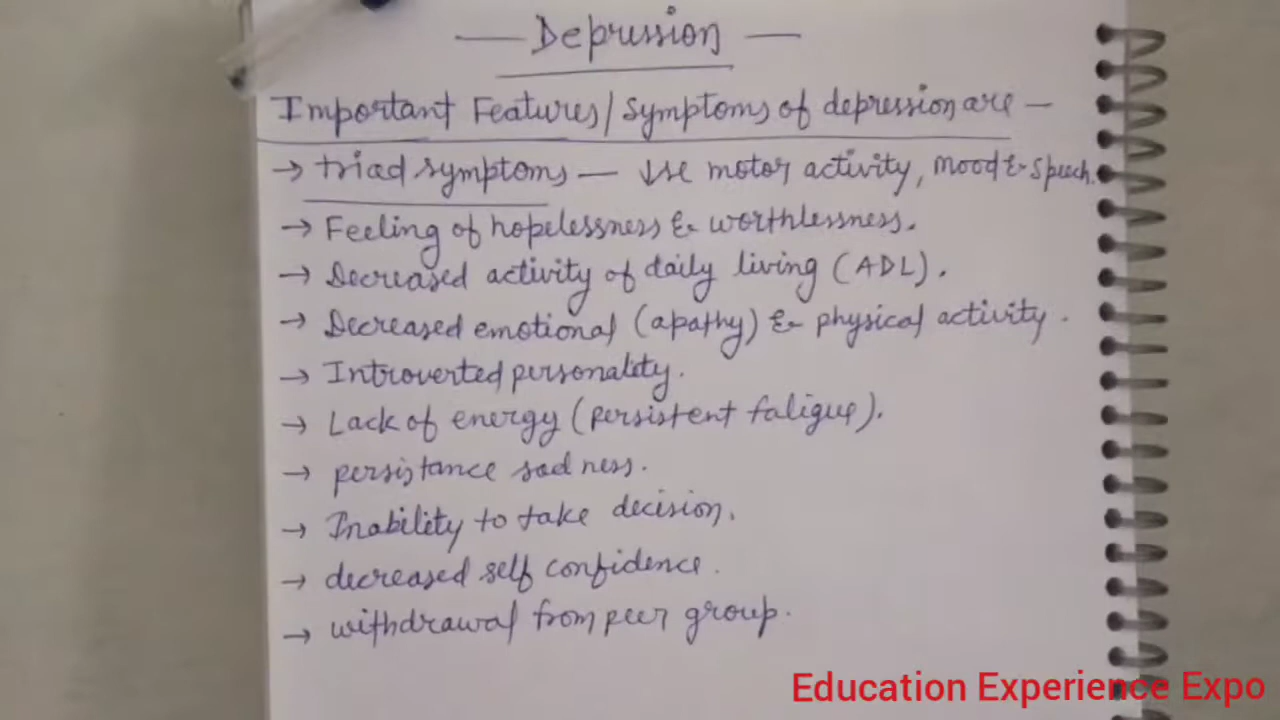 — Depression —
Important Features/Symptoms of depression are —
→ triad symptoms — ↓se motor activity, mood & speech.
→ Feeling of hopelessness & worthlessness.
→ Decreased activity of daily living (ADL).
→ Decreased emotional (apathy) & physical activity.
→ Introverted personality.
→ Lack of energy (persistent fatigue).
→ persistance sadness.
→ Inability to take decision.
→ decreased self confidence.
→ withdrawal from peer group.
Education Experience Expo